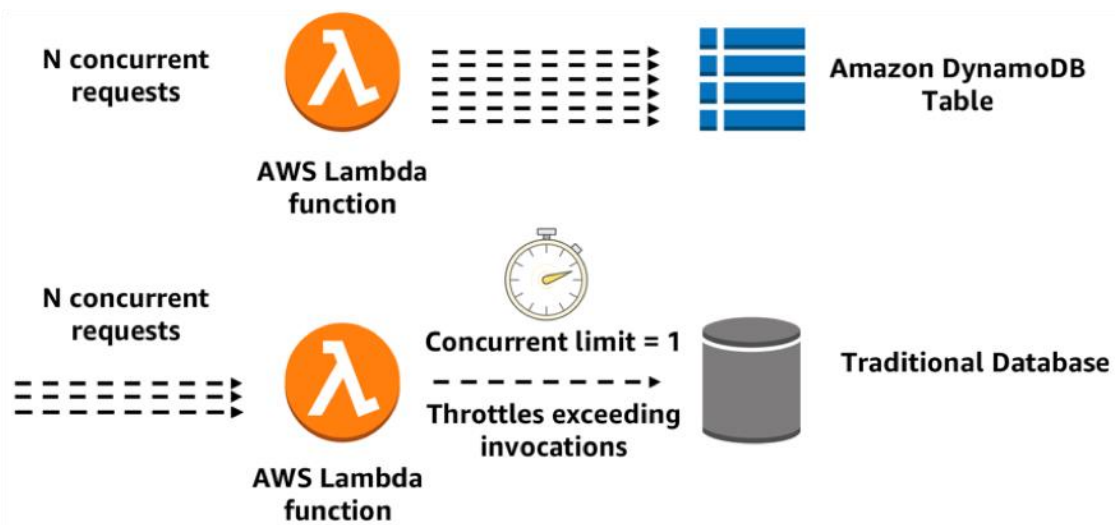 N concurrent
requests
AWS Lambda
function
Amazon DynamoDB
Table
N concurrent
requests
AWS Lambda
function
Concurrent limit = 1
Throttles exceeding
invocations
Traditional Database